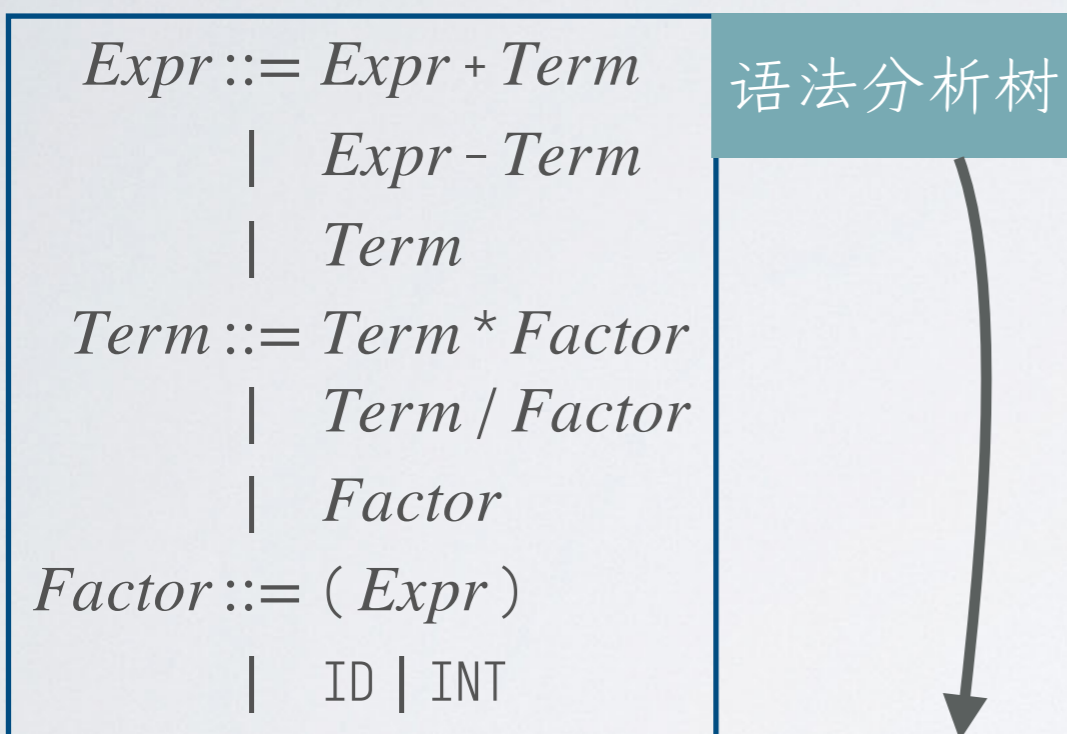 Expr ::= Expr + Term
| Expr - Term
| Term
Term ::= Term * Factor
| Term / Factor
| Factor
Factor ::= ( Expr )
| ID | INT
语法分析树